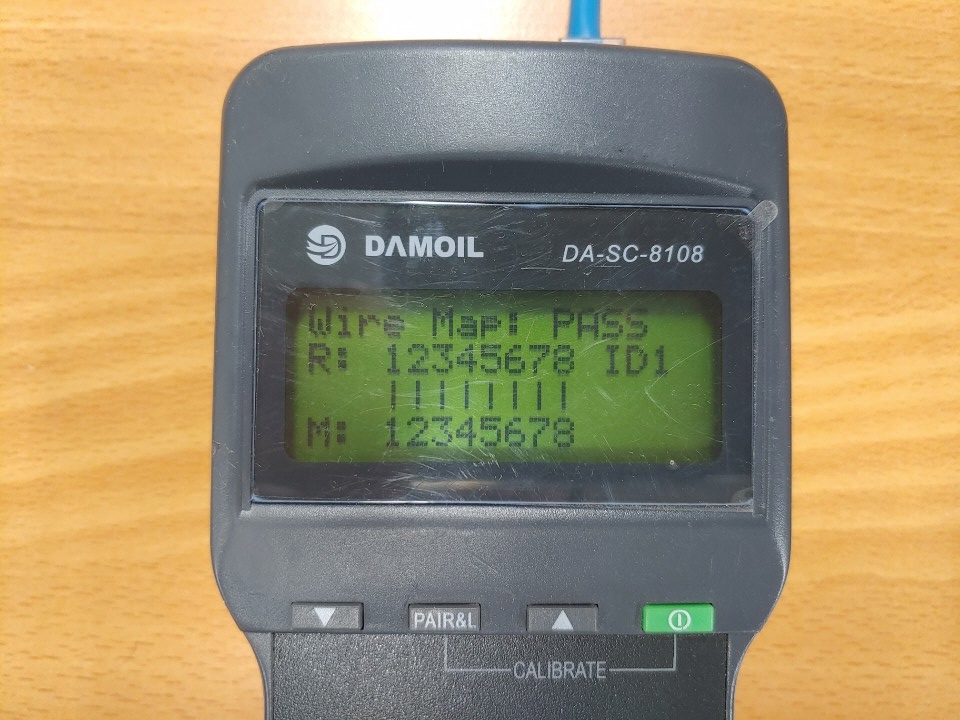 DAMOIL
DA-SC-8108
Wire Map: PASS
R: 12345678 ID1
||||||||
M: 12345678
▼ PAIR&L ▲
CALIBRATE